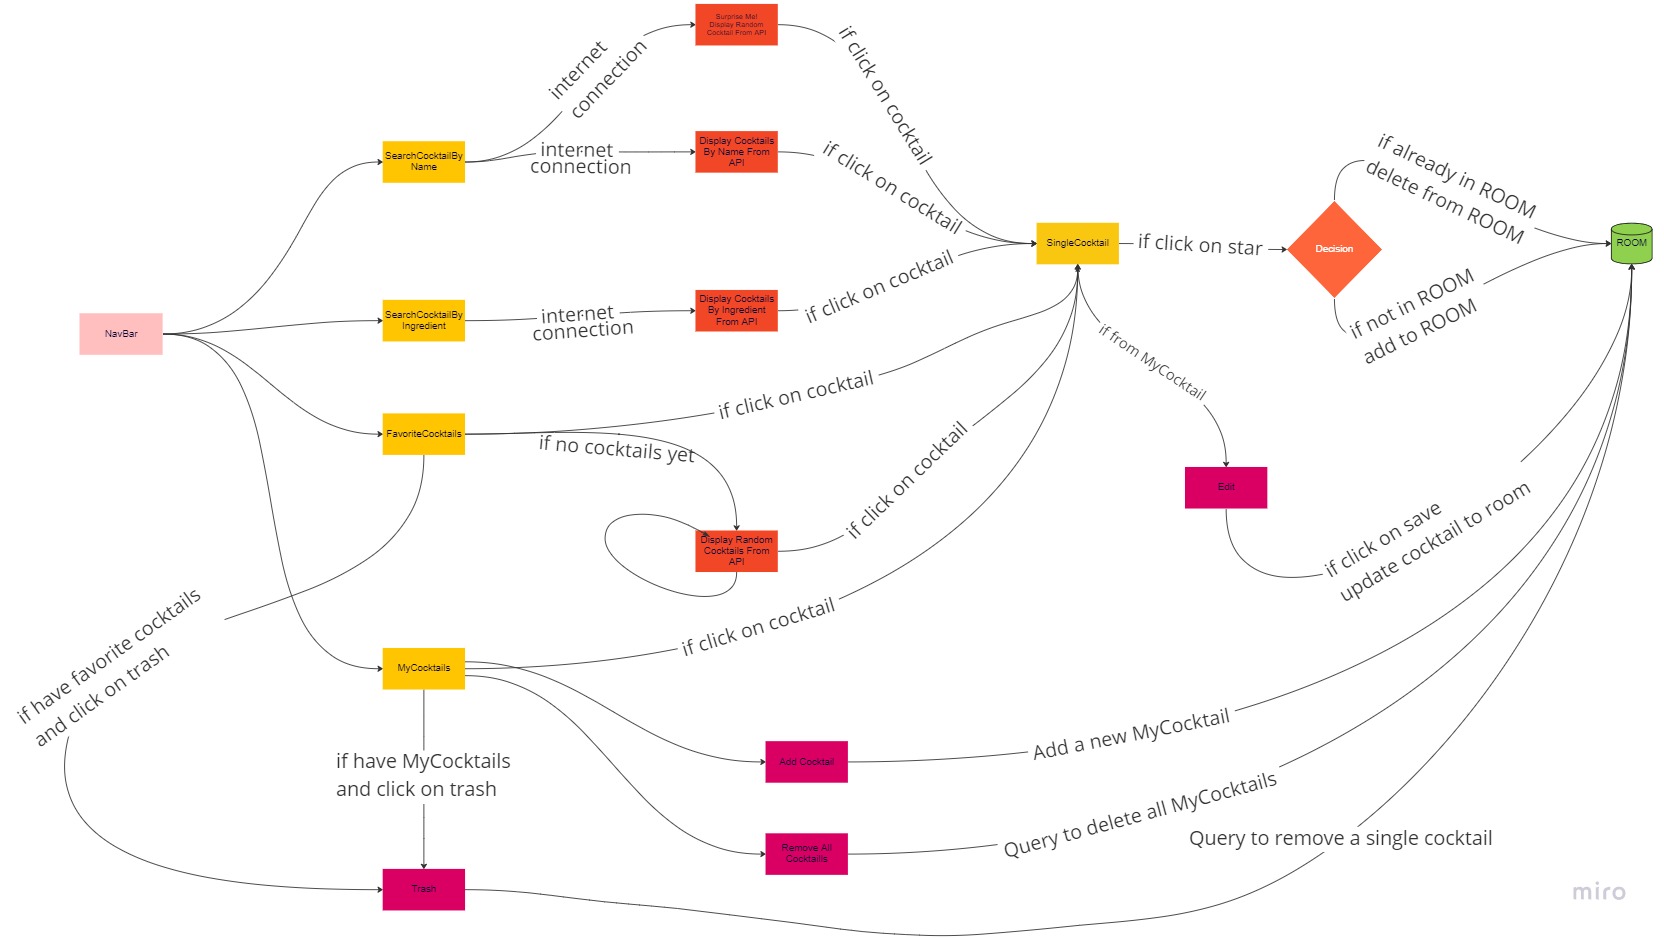 Surprise Me!
Display Random
Cocktail From API
internet
connection
if click on cocktail
SearchCocktailBy
Name
internet
connection
Display Cocktails
By Name From
API
if click on cocktail
if already in ROOM
delete from ROOM
SingleCocktail
if click on star
Decision
ROOM
SearchCocktailBy
Ingredient
internet
connection
Display Cocktails
By Ingredient
From API
if click on cocktail
if not in ROOM
add to ROOM
NavBar
if from MyCocktail
FavoriteCocktails
if click on cocktail
if no cocktails yet
if click on cocktail
Edit
Display Random
Cocktails From
API
if click on save
update cocktail to room
if have favorite cocktails
and click on trash
MyCocktails
if click on cocktail
if have MyCocktails
and click on trash
Add Cocktail
Add a new MyCocktail
Remove All
Cocktails
Query to delete all MyCocktails
Query to remove a single cocktail
Trash
miro